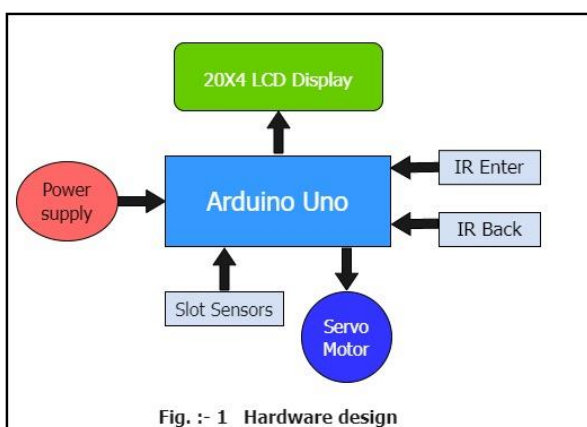 20X4 LCD Display
Power
supply
Arduino Uno
IR Enter
IR Back
Slot Sensors
Servo
Motor
Fig. :- 1 Hardware design